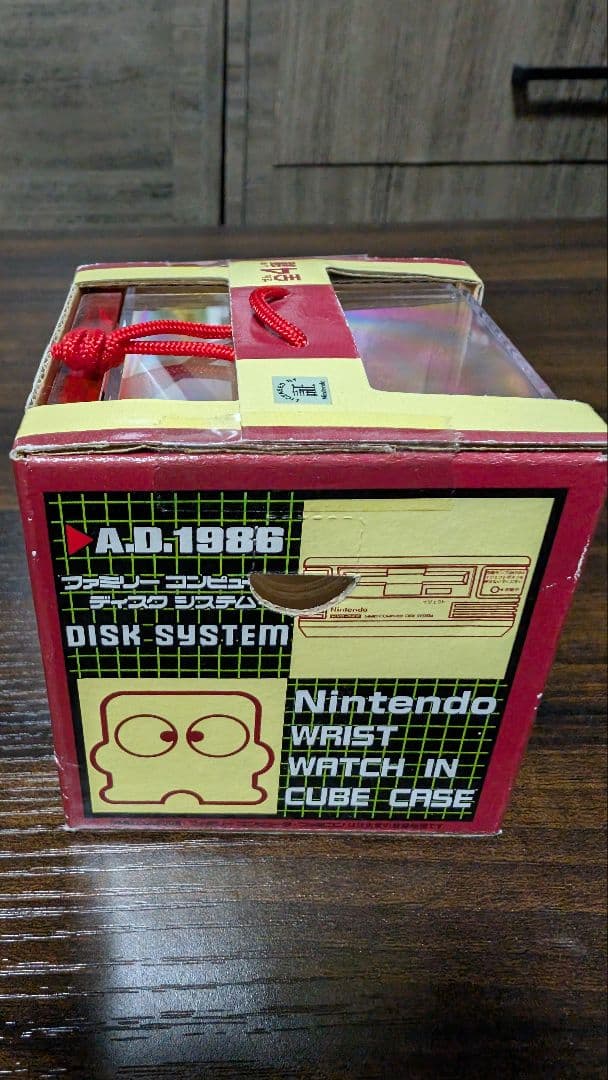 A.D.1986
ファミリー コンピュ
ディスク システム
DISK SYSTEM
Nintendo
Nintendo
WRIST
WATCH IN
CUBE CASE